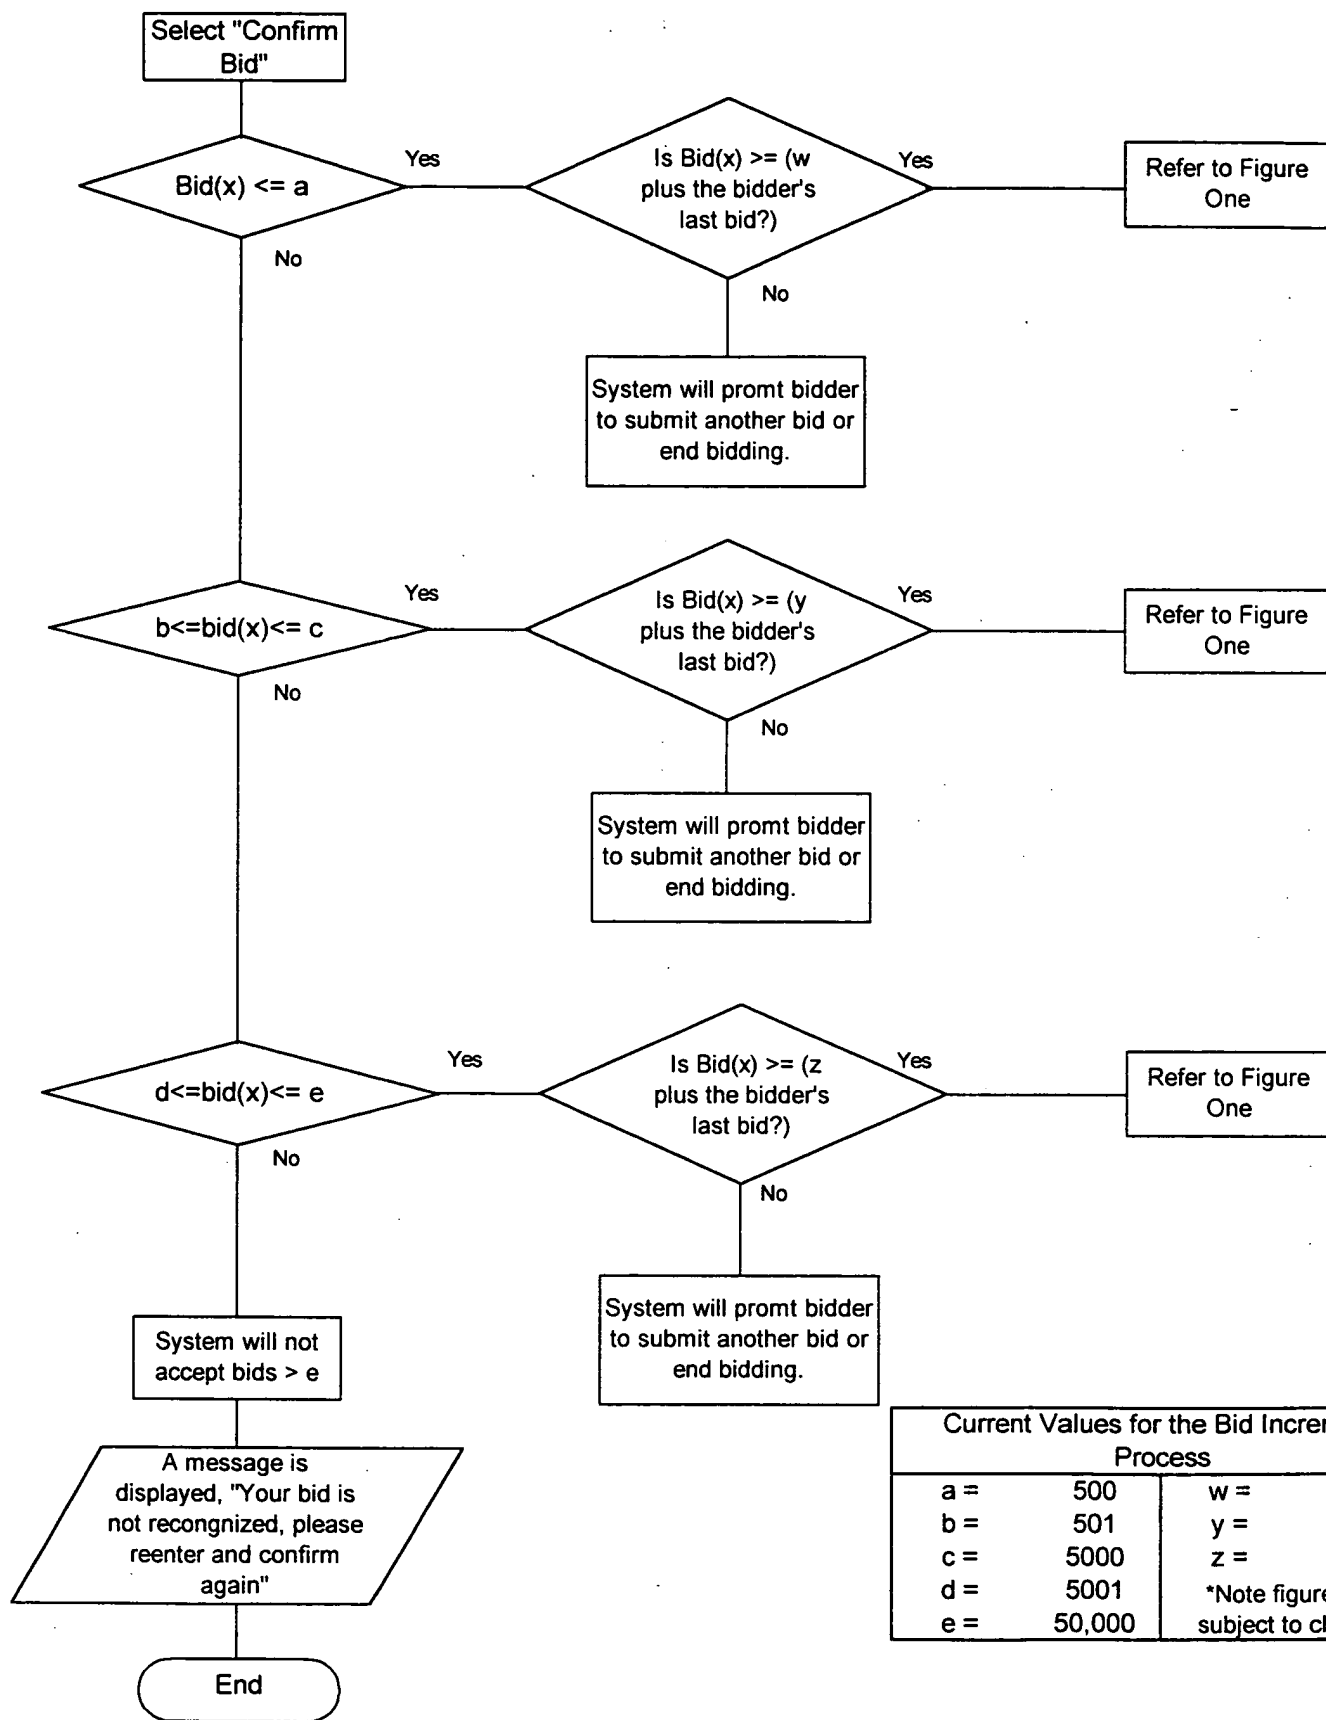 Select "Confirm
Bid"
Bid(x) <= a
Yes
No
Is Bid(x) >= (w
plus the bidder's
last bid?)
Yes
No
Refer to Figure
One
System will promt bidder
to submit another bid or
end bidding.
b<=bid(x)<= c
Yes
No
Is Bid(x) >= (y
plus the bidder's
last bid?)
Yes
No
Refer to Figure
One
System will promt bidder
to submit another bid or
end bidding.
d<=bid(x)<= e
Yes
No
Is Bid(x) >= (z
plus the bidder's
last bid?)
Yes
No
Refer to Figure
One
System will promt bidder
to submit another bid or
end bidding.
System will not
accept bids > e
A message is
displayed, "Your bid is
not recongnized, please
reenter and confirm
again"
End
Current Values for the Bid
Process
a = 500 w =
b = 501 y =
c = 5000 z =
d = 5001 *Note
e = 50,000 subject to